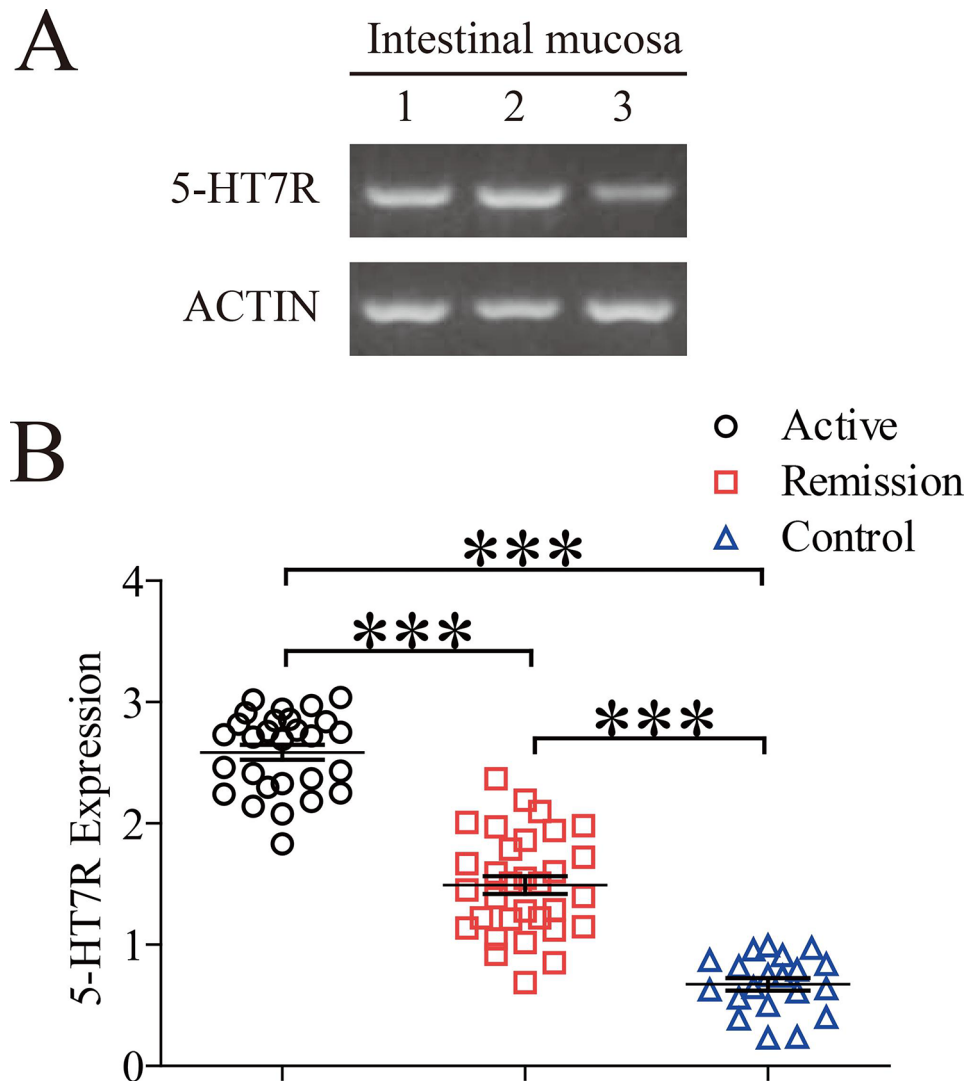 A
Intestinal mucosa
1 2 3
5-HT7R
ACTIN
B
Active
Remission
Control
***
***
***
5-HT7R Expression
4
3
2
1
0